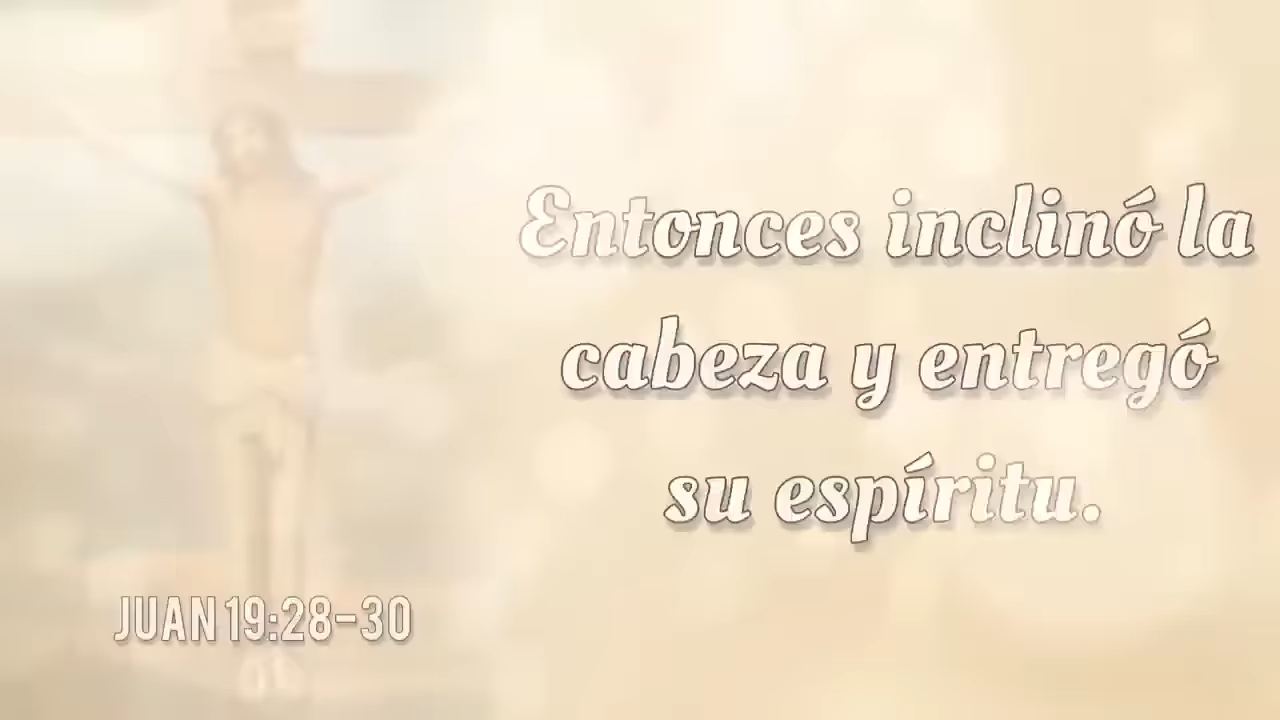 Entonces inclinó la
cabeza y entregó
su espíritu.
JUAN 19:28-30